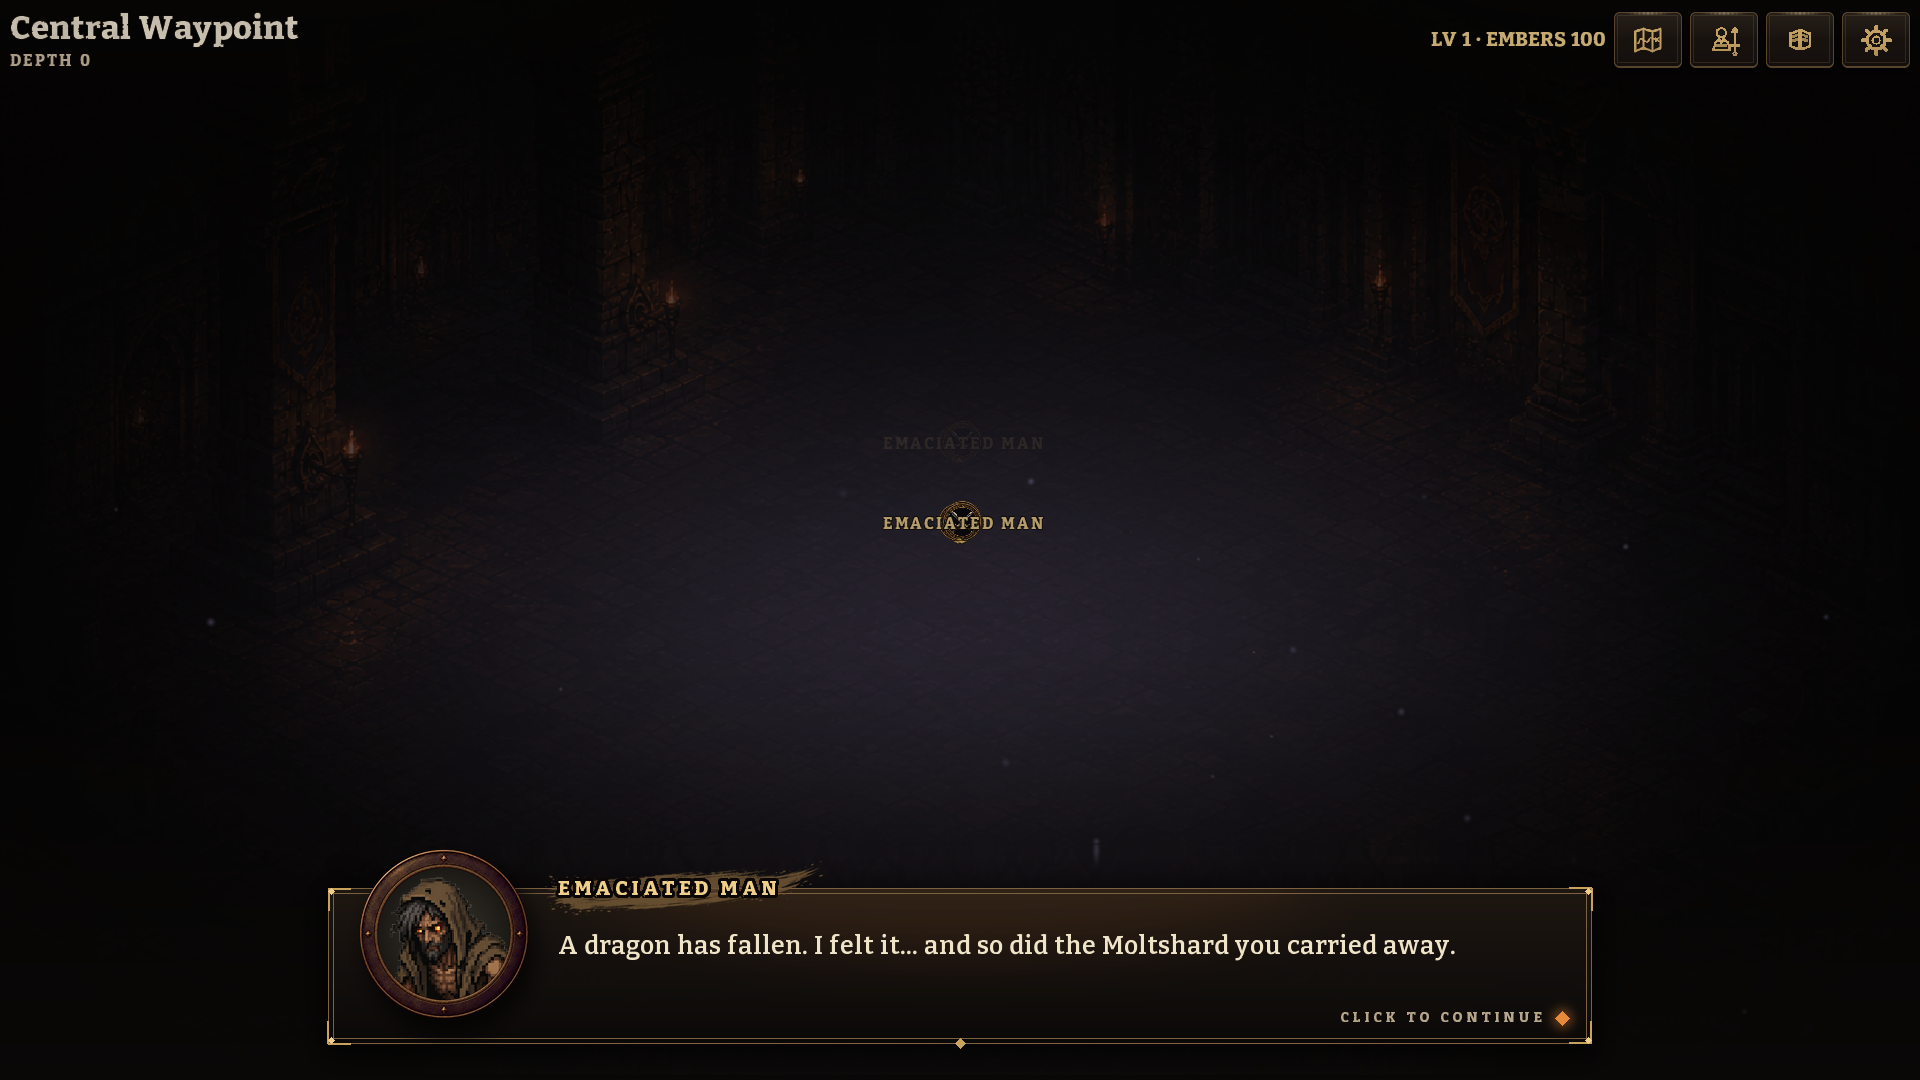 Central Waypoint
DEPTH 0
LV 1 · EMBERS 100
EMACIATED MAN
EMACIATED MAN
EMACIATED MAN
A dragon has fallen. I felt it... and so did the Moltshard you carried away.
CLICK TO CONTINUE